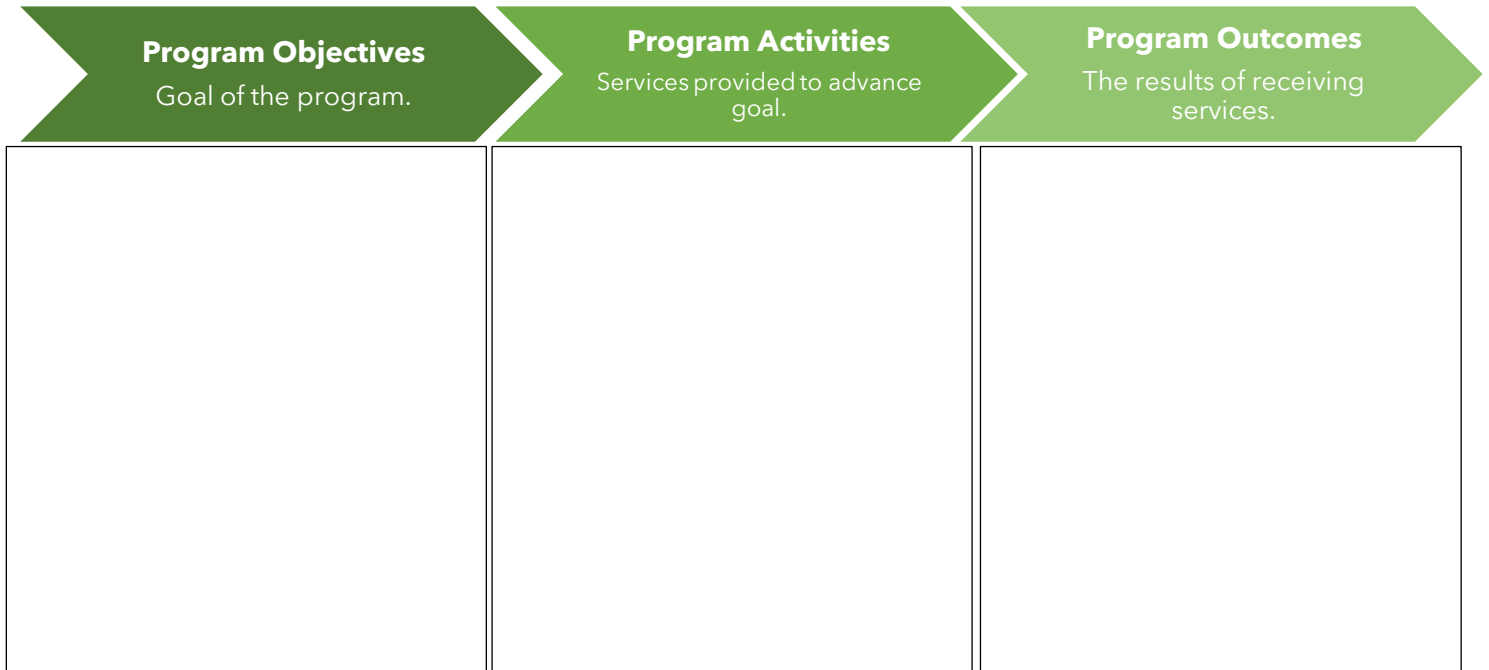 Program Objectives
Goal of the program.
Program Activities
Services provided to advance
goal.
Program Outcomes
The results of receiving
services.